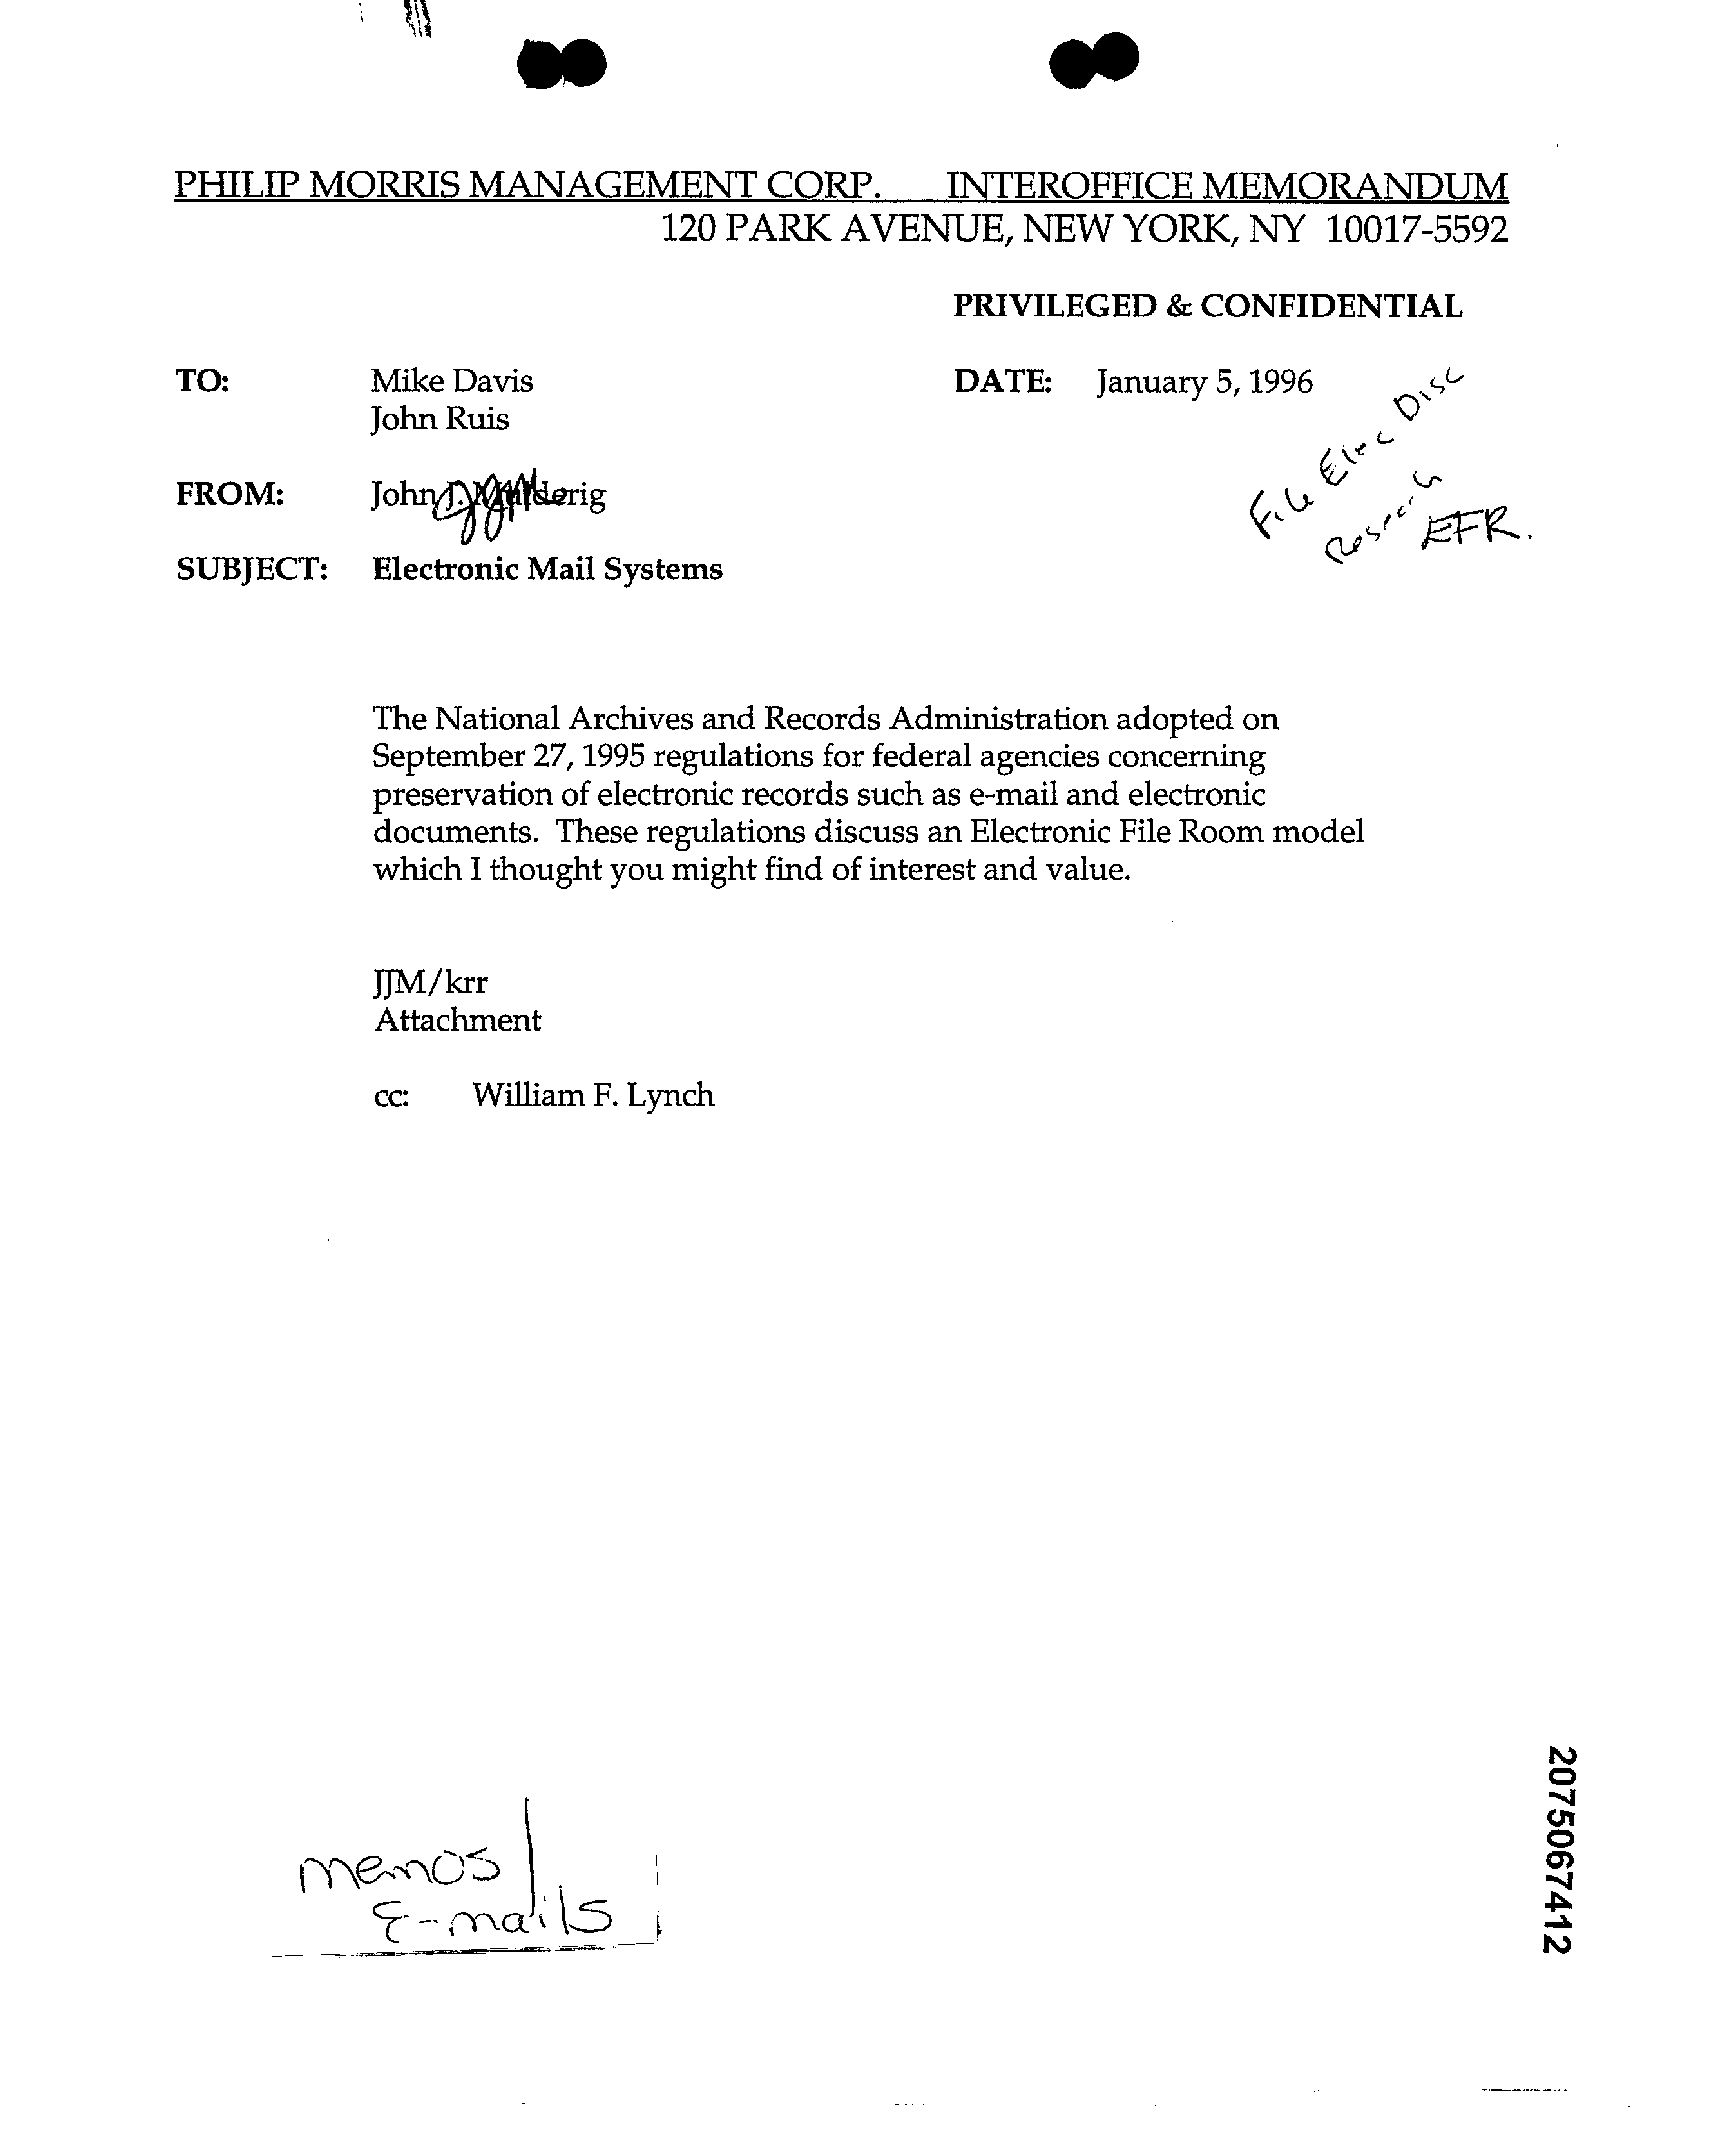 PHILIP MORRIS MANAGEMENT CORP. INTEROFFICE MEMORANDUM
120 PARK AVENUE, NEW YORK, NY 10017-5592
PRIVILEGED & CONFIDENTIAL
TO: Mike Davis DATE: January 5, 1996
John Ruis
File Elec Disc
Research
EFR.
FROM: John J. Mulderig
SUBJECT: Electronic Mail Systems
The National Archives and Records Administration adopted on
September 27, 1995 regulations for federal agencies concerning
preservation of electronic records such as e-mail and electronic
documents. These regulations discuss an Electronic File Room model
which I thought you might find of interest and value.
JJM/krr
Attachment
cc: William F. Lynch
memos
E-mails
2075067412